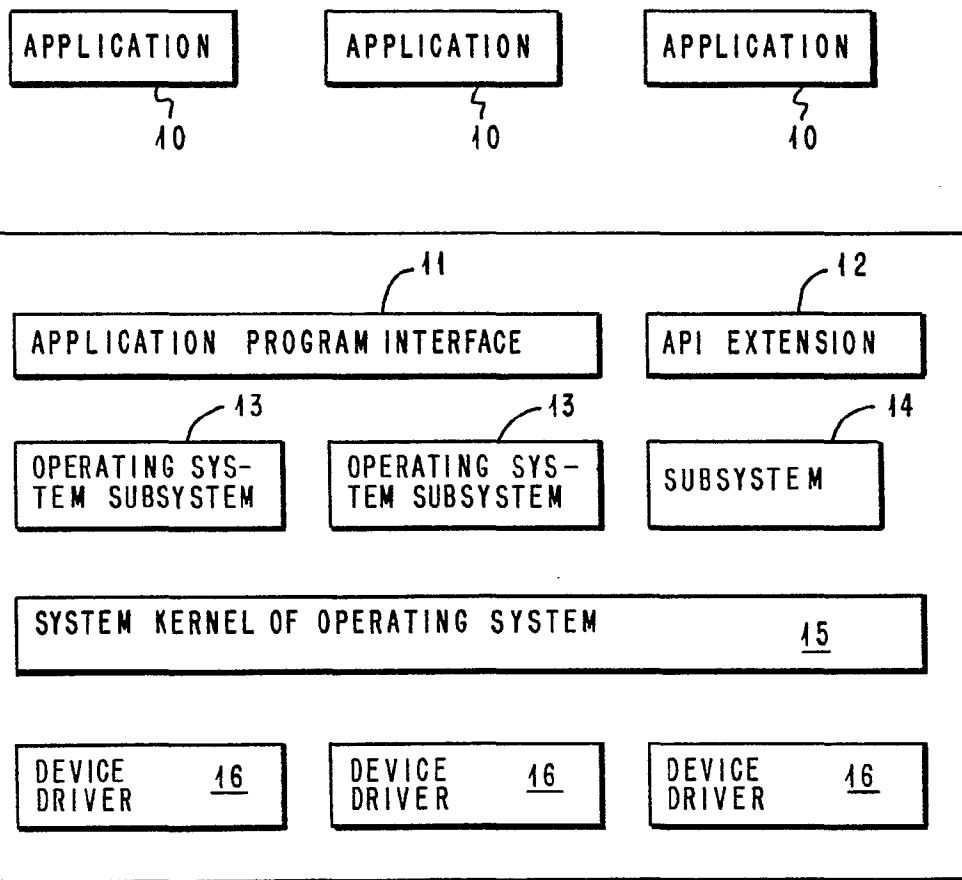 APPLICATION APPLICATION APPLICATION
10 10 10
11 12
APPLICATION PROGRAM INTERFACE API EXTENSION
13 13 14
OPERATING SYS-
TEM SUBSYSTEM
OPERATING SYS-
TEM SUBSYSTEM
SUBSYSTEM
SYSTEM KERNEL OF OPERATING SYSTEM 15
DEVICE
DRIVER 16
DEVICE
DRIVER 16
DEVICE
DRIVER 16